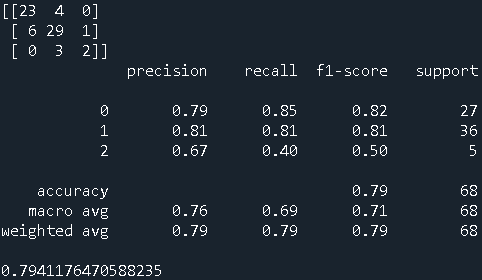 [[23  4  0]
 [ 6 29  1]
 [ 0  3  2]]
              precision    recall  f1-score   support

           0       0.79      0.85      0.82        27
           1       0.81      0.81      0.81        36
           2       0.67      0.40      0.50         5

    accuracy                           0.79        68
   macro avg       0.76      0.69      0.71        68
weighted avg       0.79      0.79      0.79        68

0.7941176470588235